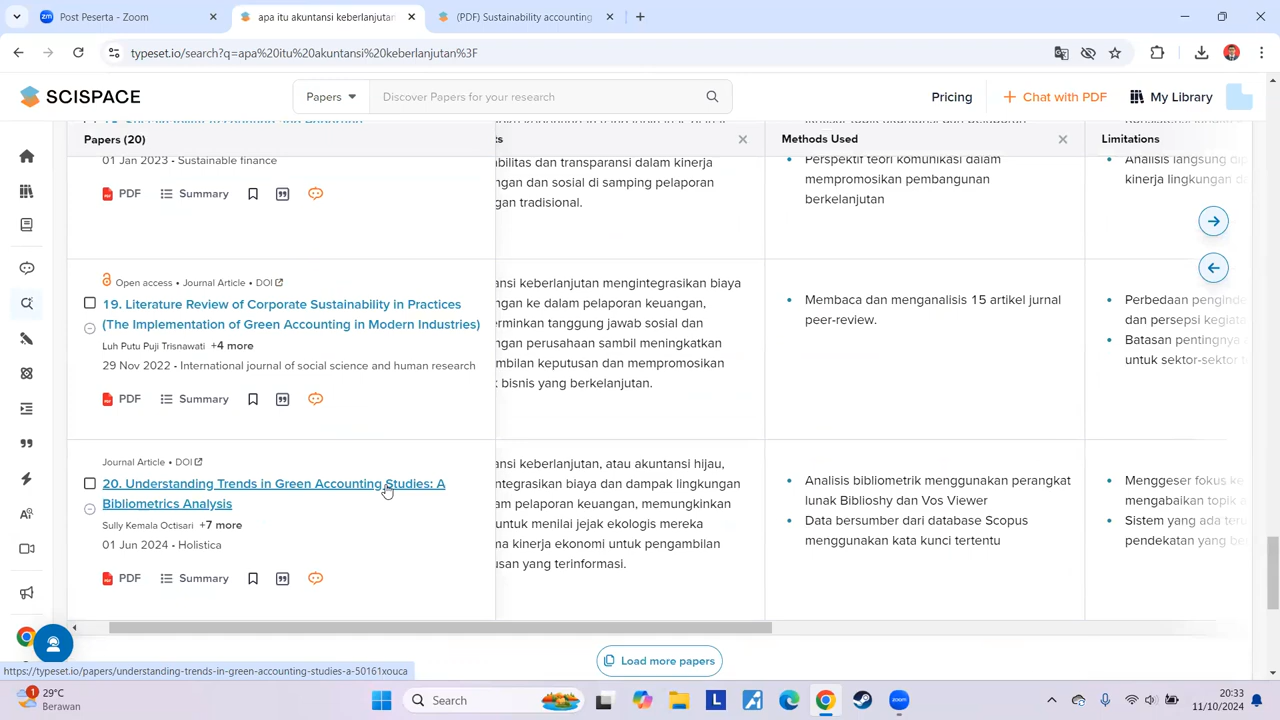 Post Peserta - Zoom
apa itu akuntansi keberlanjutan
(PDF) Sustainability accounting
typeset.io/search?q=apa%20itu%20akuntansi%20keberlanjutan%3F
SCISPACE
Papers
Discover Papers for your research
Pricing
Chat with PDF
My Library
Papers (20)
ts
Methods Used
Limitations
01 Jan 2023 - Sustainable finance
PDF
Summary
abilitas dan transparansi dalam kinerja
ngan dan sosial di samping pelaporan
gan tradisional.
Perspektif teori komunikasi dalam
mempromosikan pembangunan
berkelanjutan
Analisis langsung dip
kinerja lingkungan da
Open access • Journal Article • DOI
19. Literature Review of Corporate Sustainability in Practices
(The Implementation of Green Accounting in Modern Industries)
Luh Putu Puji Trisnawati +4 more
29 Nov 2022 - International journal of social science and human research
PDF
Summary
ansi keberlanjutan mengintegrasikan biaya
ngan ke dalam pelaporan keuangan,
erminkan tanggung jawab sosial dan
ngan perusahaan sambil meningkatkan
mbilan keputusan dan mempromosikan
k bisnis yang berkelanjutan.
Membaca dan menganalisis 15 artikel jurnal
peer-review.
Perbedaan penginde
dan persepsi kegiata
Batasan pentingnya
untuk sektor-sektor t
Journal Article • DOI
20. Understanding Trends in Green Accounting Studies: A
Bibliometrics Analysis
Sully Kemala Octisari +7 more
01 Jun 2024 - Holistica
PDF
Summary
ansi keberlanjutan, atau akuntansi hijau,
ntegrasikan biaya dan dampak lingkungan
am pelaporan keuangan, memungkinkan
untuk menilai jejak ekologis mereka
ma kinerja ekonomi untuk pengambilan
usan yang terinformasi.
Analisis bibliometrik menggunakan perangkat
lunak Biblioshy dan Vos Viewer
Data bersumber dari database Scopus
menggunakan kata kunci tertentu
Menggeser fokus ke
mengabaikan topik a
Sistem yang ada teru
pendekatan yang be
Load more papers
https://typeset.io/papers/understanding-trends-in-green-accounting-studies-a-50161xouca
1
29°C
Berawan
Search
20:33
11/10/2024